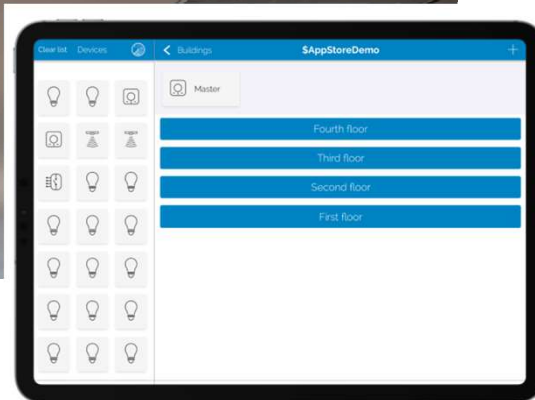 Clear list Devices
Buildings
$AppStoreDemo
Master
Fourth floor
Third floor
Second floor
First floor